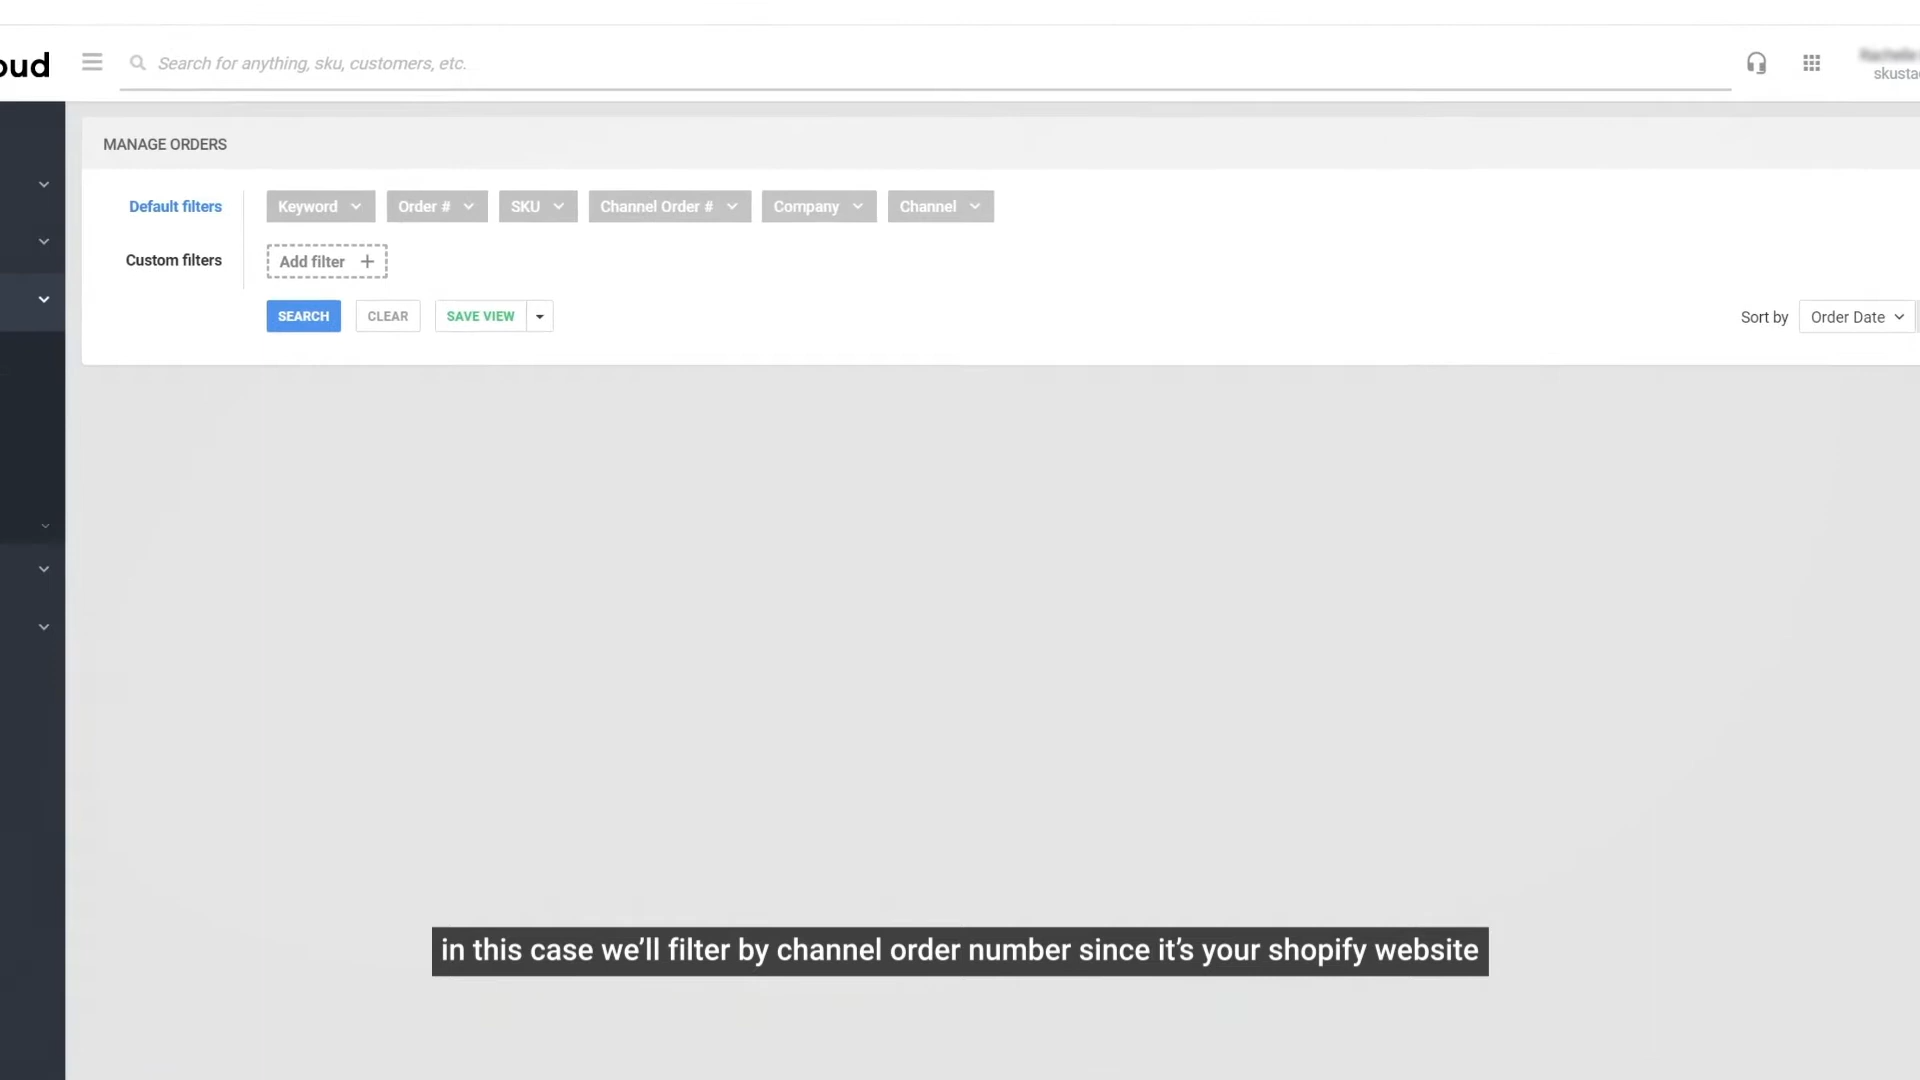 oud
Search for anything, sku, customers, etc.
skusta
MANAGE ORDERS
Default filters
Keyword
Order #
SKU
Channel Order #
Company
Channel
Custom filters
Add filter +
SEARCH
CLEAR
SAVE VIEW
Sort by
Order Date
in this case we’ll filter by channel order number since it’s your shopify website